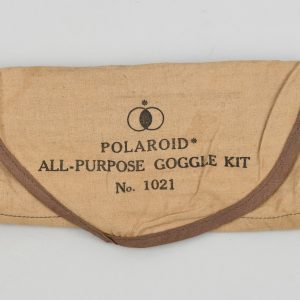 POLAROID*
ALL-PURPOSE GOGGLE KIT
No. 1021